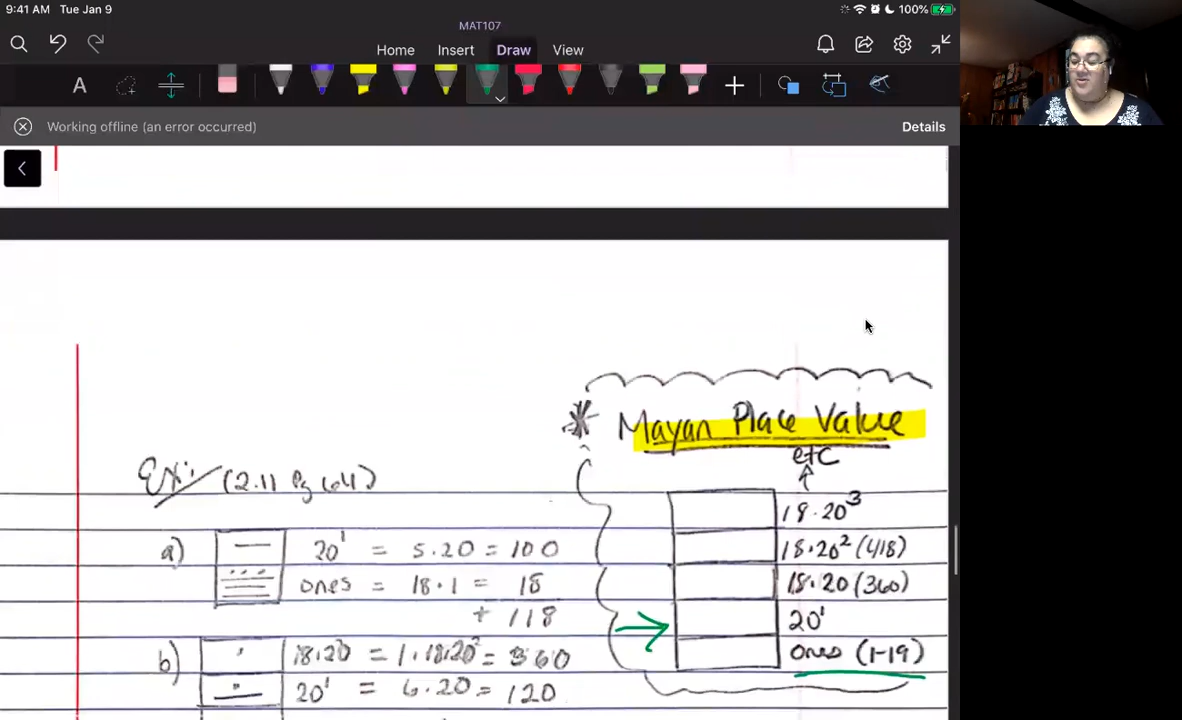 9:41 AM Tue Jan 9
100%
MAT107
Home Insert Draw View
A
Working offline (an error occurred)
Details
Mayan Place Value
etc
Ex:
(2.11 Pg 64)
18·20³
18·20² (418)
18·20 (360)
20¹
ones (1-19)
a) 20¹ = 5·20 = 100
ones = 18·1 = 18
+ 118
b) 18·20 = 1·18·20² = 360
20¹ = 6·20 = 120